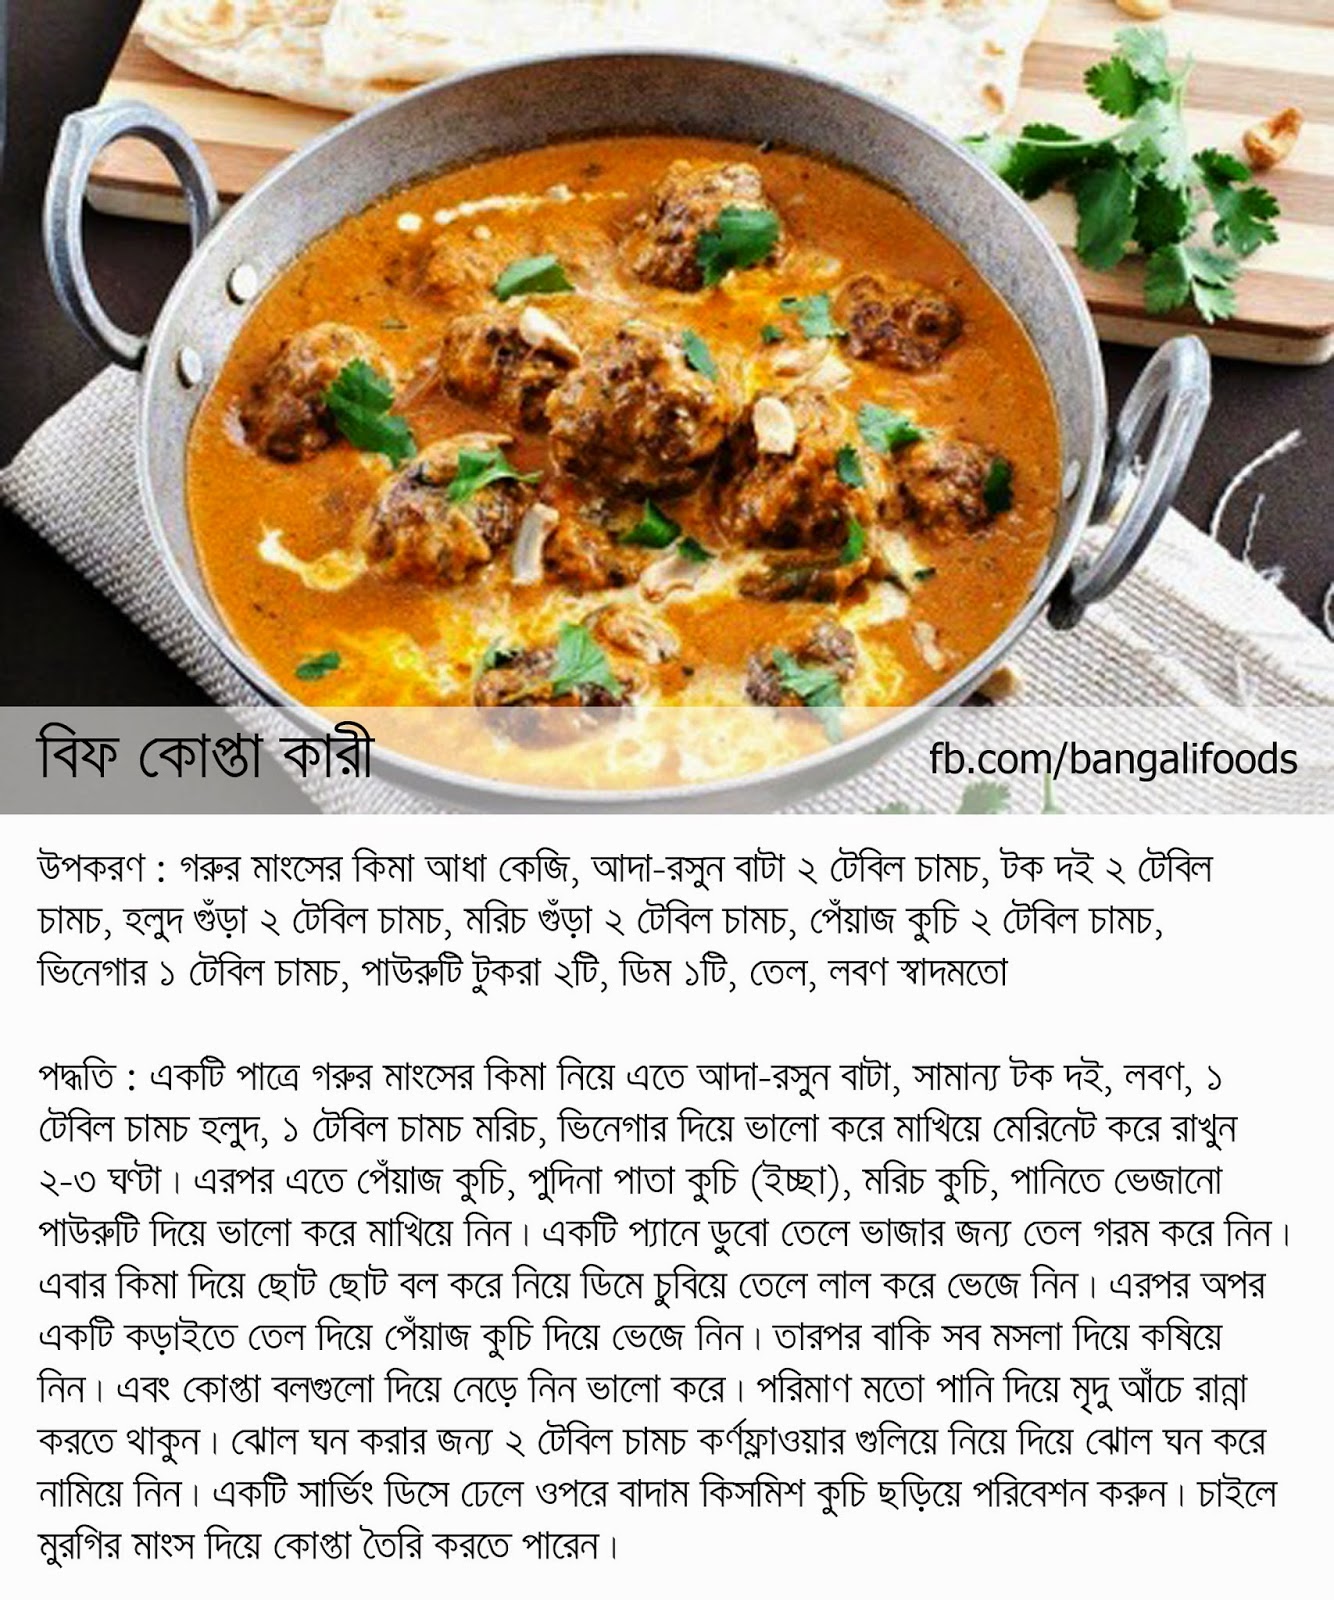 বিফ কোপ্তা কারী
fb.com/bangalifoods
উপকরণ : গরুর মাংসের কিমা আধা কেজি, আদা-রসুন বাটা ২ টেবিল চামচ, টক দই ২ টেবিল
চামচ, হলুদ গুঁড়া ২ টেবিল চামচ, মরিচ গুঁড়া ২ টেবিল চামচ, পেঁয়াজ কুচি ২ টেবিল চামচ,
ভিনেগার ১ টেবিল চামচ, পাউরুটি টুকরা ২টি, ডিম ১টি, তেল, লবণ স্বাদমতো
পদ্ধতি : একটি পাত্রে গরুর মাংসের কিমা নিয়ে এতে আদা-রসুন বাটা, সামান্য টক দই, লবণ, ১
টেবিল চামচ হলুদ, ১ টেবিল চামচ মরিচ, ভিনেগার দিয়ে ভালো করে মাখিয়ে মেরিনেট করে রাখুন
২-৩ ঘণ্টা। এরপর এতে পেঁয়াজ কুচি, পুদিনা পাতা কুচি (ইচ্ছা), মরিচ কুচি, পানিতে ভেজানো
পাউরুটি দিয়ে ভালো করে মাখিয়ে নিন। একটি প্যানে ডুবো তেলে ভাজার জন্য তেল গরম করে নিন।
এবার কিমা দিয়ে ছোট ছোট বল করে নিয়ে ডিমে চুবিয়ে তেলে লাল করে ভেজে নিন। এরপর অপর
একটি কড়াইতে তেল দিয়ে পেঁয়াজ কুচি দিয়ে ভেজে নিন। তারপর বাকি সব মসলা দিয়ে কষিয়ে
নিন। এবং কোপ্তা বলগুলো দিয়ে নেড়ে নিন ভালো করে। পরিমাণ মতো পানি দিয়ে মৃদু আঁচে রান্না
করতে থাকুন। ঝোল ঘন করার জন্য ২ টেবিল চামচ কর্ণফ্লাওয়ার গুলিয়ে নিয়ে দিয়ে ঝোল ঘন করে
নামিয়ে নিন। একটি সার্ভিং ডিসে ঢেলে ওপরে বাদাম কিসমিশ কুচি ছড়িয়ে পরিবেশন করুন। চাইলে
মুরগির মাংস দিয়ে কোপ্তা তৈরি করতে পারেন।